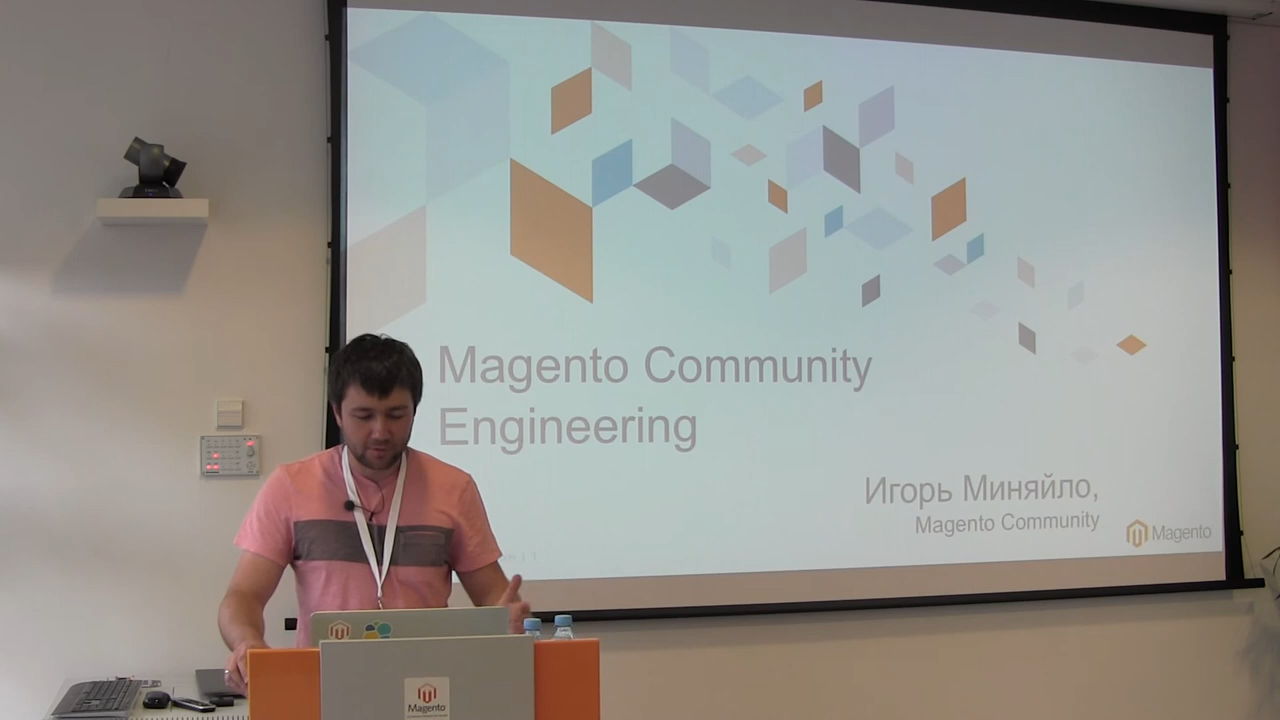 Magento Community
Engineering
Игорь Миняйло,
Magento Community
Magento
Magento